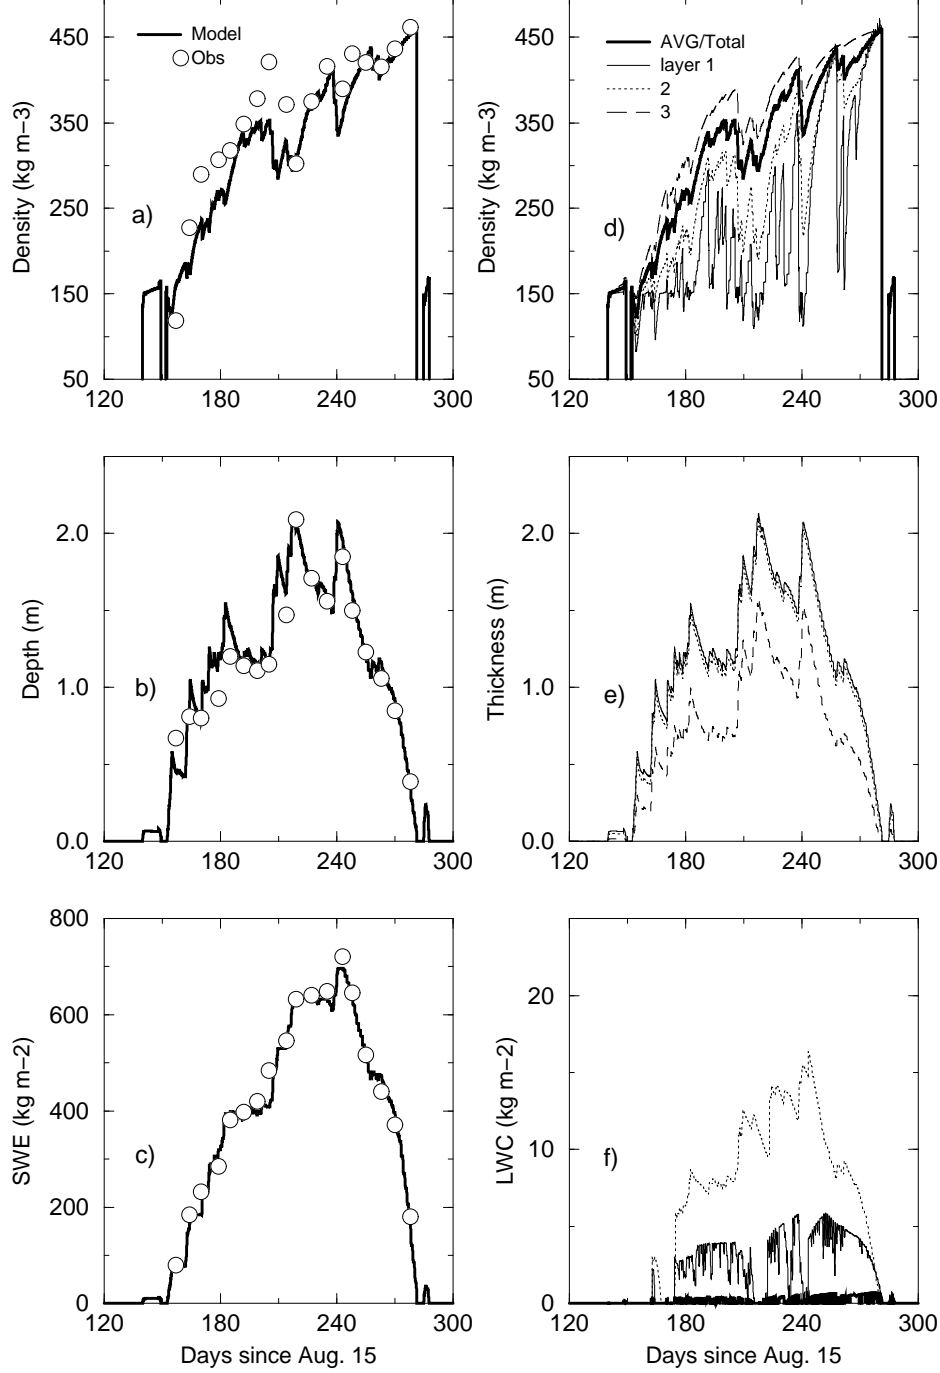 Density (kg m−3)
450
350
250
150
50
Model
Obs
a)
120 180 240 300
Density (kg m−3)
450
350
250
150
50
AVG/Total
layer 1
2
3
d)
120 180 240 300
Depth (m)
2.0
1.0
0.0
b)
120 180 240 300
Thickness (m)
2.0
1.0
0.0
e)
120 180 240 300
SWE (kg m−2)
800
600
400
200
0
c)
120 180 240 300
Days since Aug. 15
LWC (kg m−2)
20
10
0
f)
120 180 240 300
Days since Aug. 15